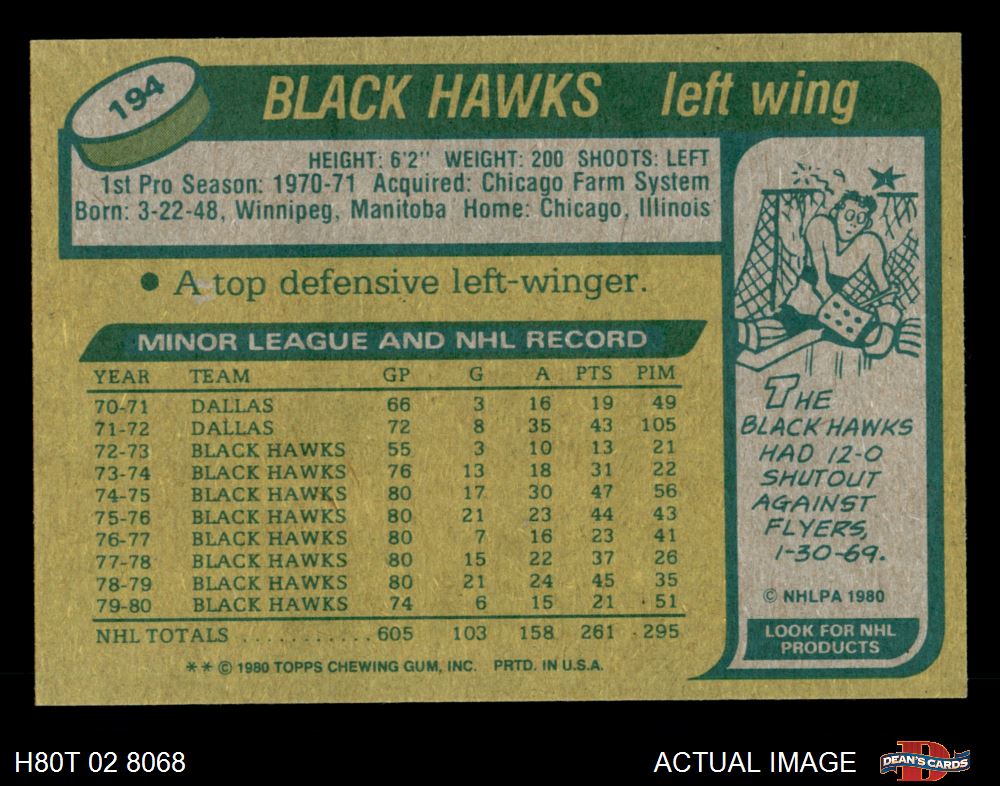 194
BLACK HAWKS left wing
HEIGHT: 6'2" WEIGHT: 200 SHOOTS: LEFT
1st Pro Season: 1970-71 Acquired: Chicago Farm System
Born: 3-22-48, Winnipeg, Manitoba Home: Chicago, Illinois
• A top defensive left-winger.
MINOR LEAGUE AND NHL RECORD
YEAR TEAM GP G A PTS PIM
70-71 DALLAS 66 3 16 19 49
71-72 DALLAS 72 8 35 43 105
72-73 BLACK HAWKS 55 3 10 13 21
73-74 BLACK HAWKS 76 13 18 31 22
74-75 BLACK HAWKS 80 17 30 47 56
75-76 BLACK HAWKS 80 21 23 44 43
76-77 BLACK HAWKS 80 7 16 23 41
77-78 BLACK HAWKS 80 15 22 37 26
78-79 BLACK HAWKS 80 21 24 45 35
79-80 BLACK HAWKS 74 6 15 21 51
NHL TOTALS ........... 605 103 158 261 295
** © 1980 TOPPS CHEWING GUM, INC. PRTD. IN U.S.A.
THE
BLACK HAWKS
HAD 12-0
SHUTOUT
AGAINST
FLYERS,
1-30-69.
© NHLPA 1980
LOOK FOR NHL
PRODUCTS
H80T 02 8068
ACTUAL IMAGE
D
DEAN'S CARDS